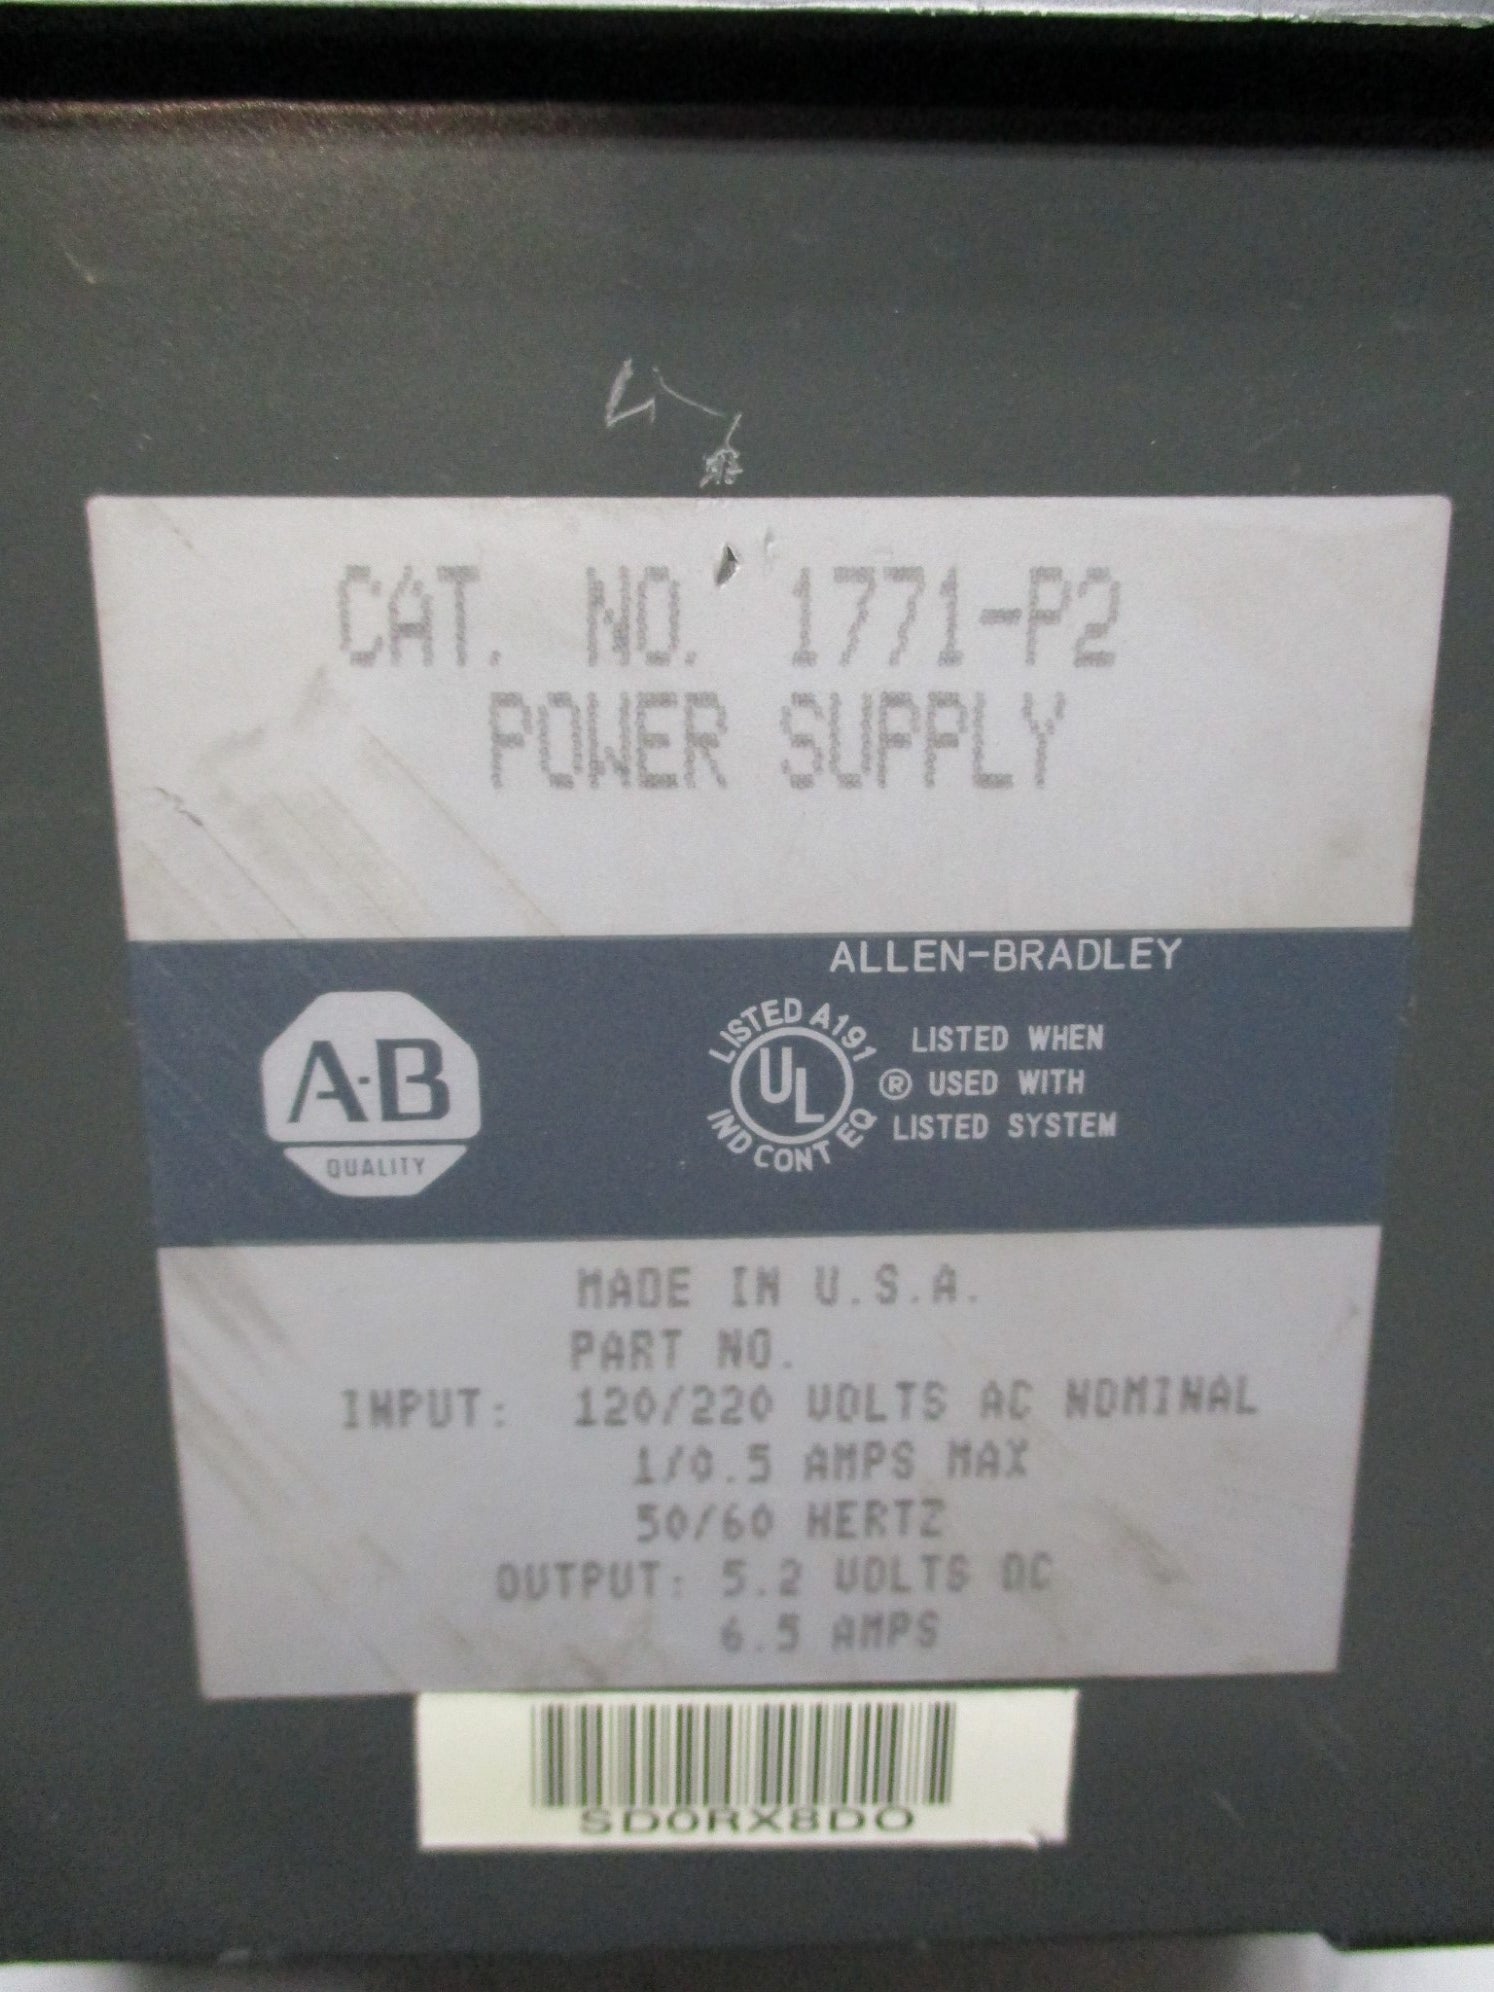 CAT. NO. 1771-P2
POWER SUPPLY
ALLEN-BRADLEY
A-B
QUALITY
LISTED A191
UL
IND CONT EQ
®
LISTED WHEN
USED WITH
LISTED SYSTEM
MADE IN U.S.A.
PART NO.
INPUT: 120/220 VOLTS AC NOMINAL
1/0.5 AMPS MAX
50/60 HERTZ
OUTPUT: 5.2 VOLTS DC
6.5 AMPS
SD0RX8DO